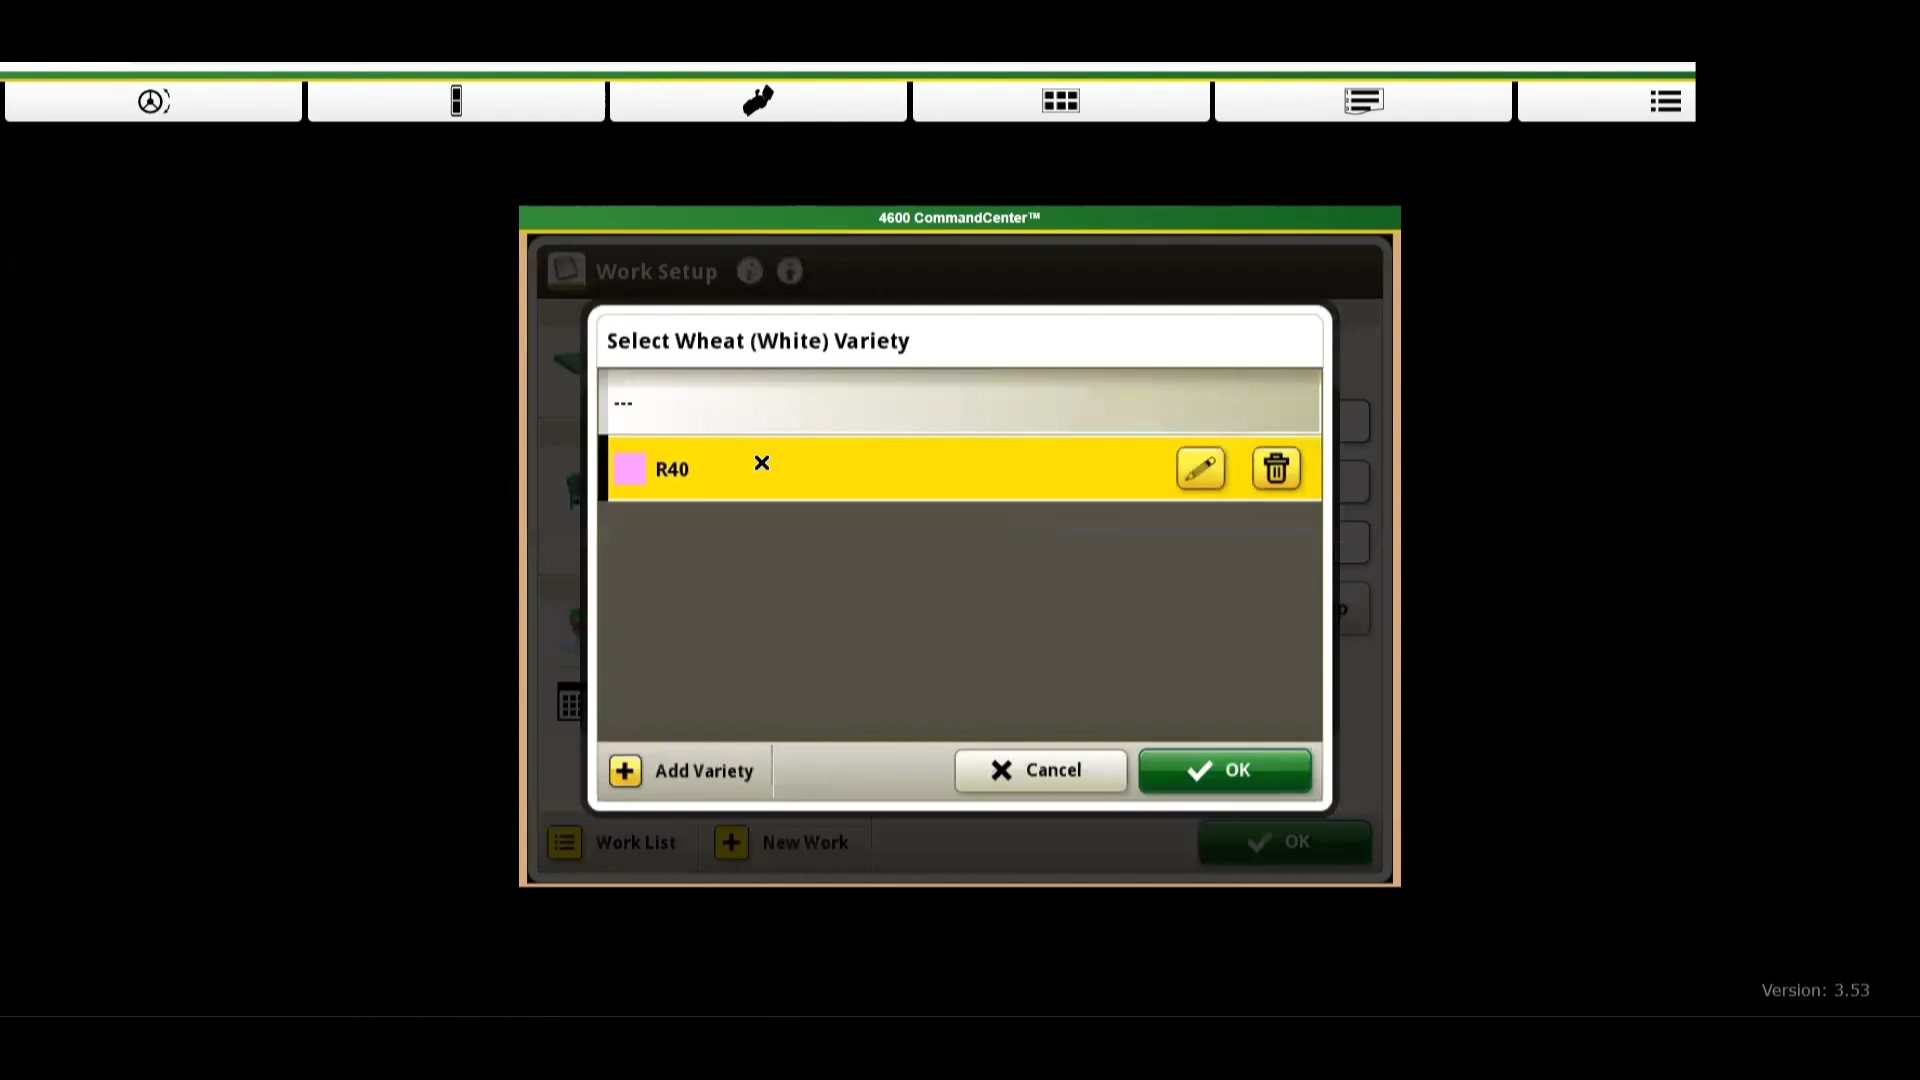 4600 CommandCenter™
Work Setup
Select Wheat (White) Variety
---
R40
Add Variety
Cancel
OK
Work List
New Work
OK
Version: 3.53